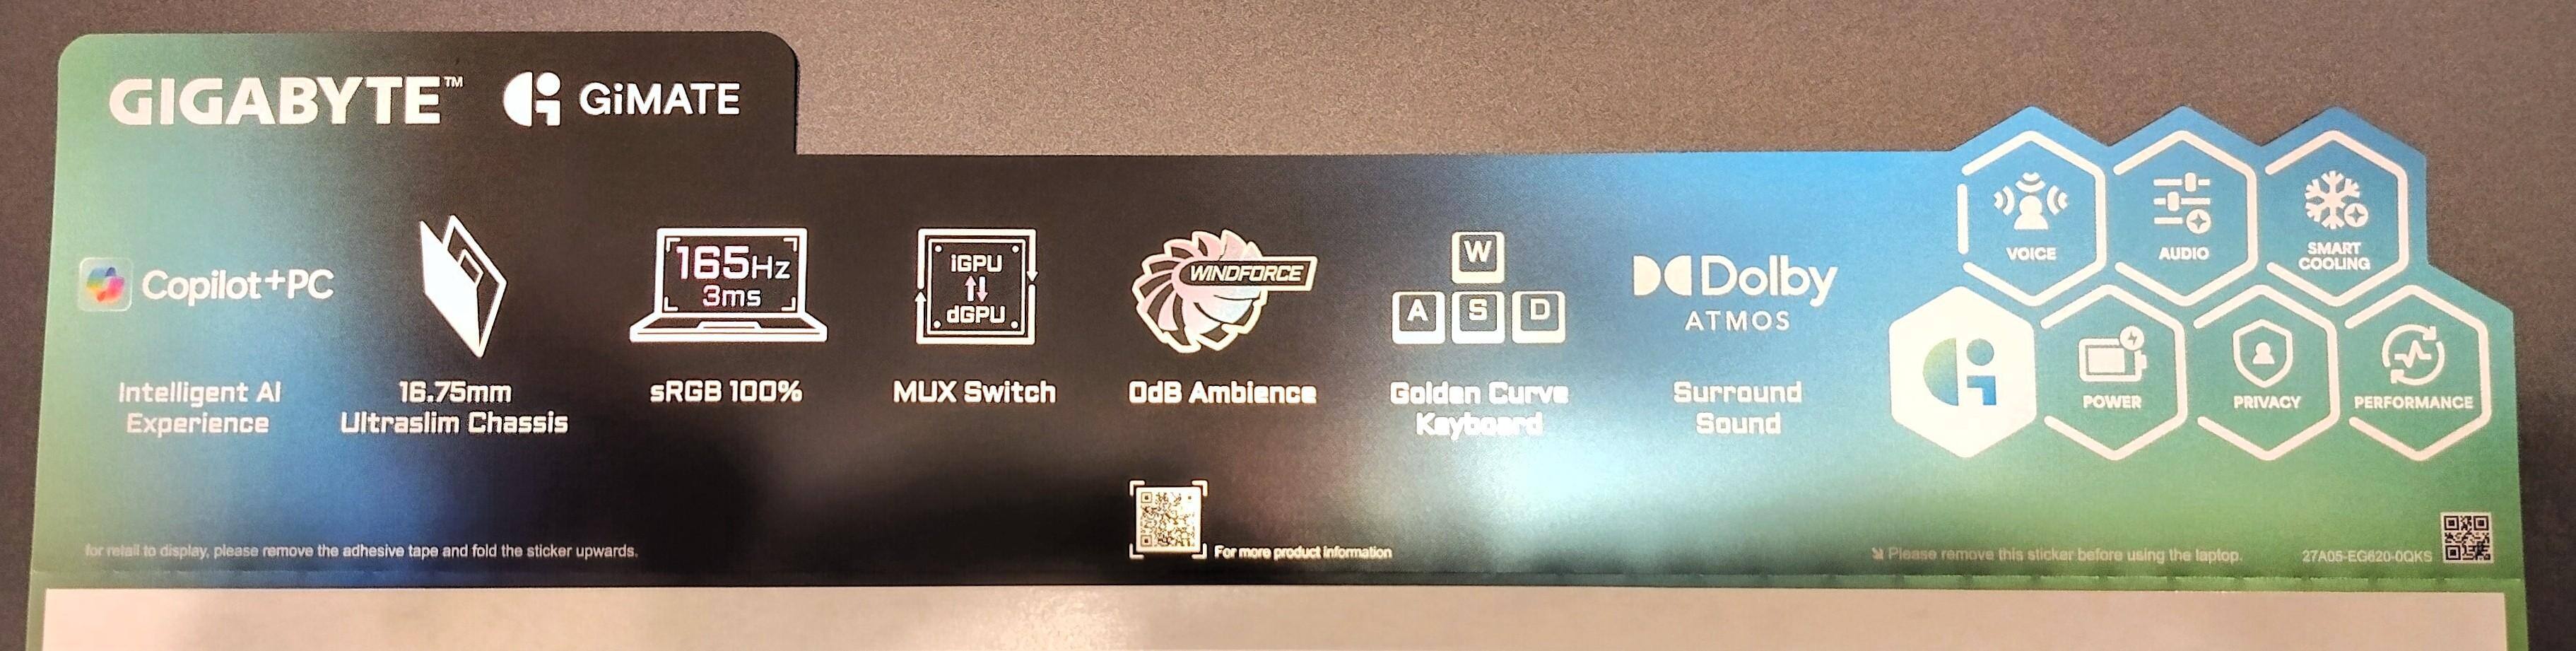 GIGABYTE™ GiMATE
Copilot+PC
Intelligent AI
Experience
16.75mm
Ultraslim Chassis
165Hz
3ms
sRGB 100%
iGPU
dGPU
MUX Switch
WINDFORCE
0dB Ambience
W
A S D
Golden Curve
Keyboard
Dolby
ATMOS
Surround
Sound
VOICE
AUDIO
SMART
COOLING
POWER
PRIVACY
PERFORMANCE
for retail to display, please remove the adhesive tape and fold the sticker upwards.
For more product information
Please remove this sticker before using the laptop.
27A05-EG620-0QKS